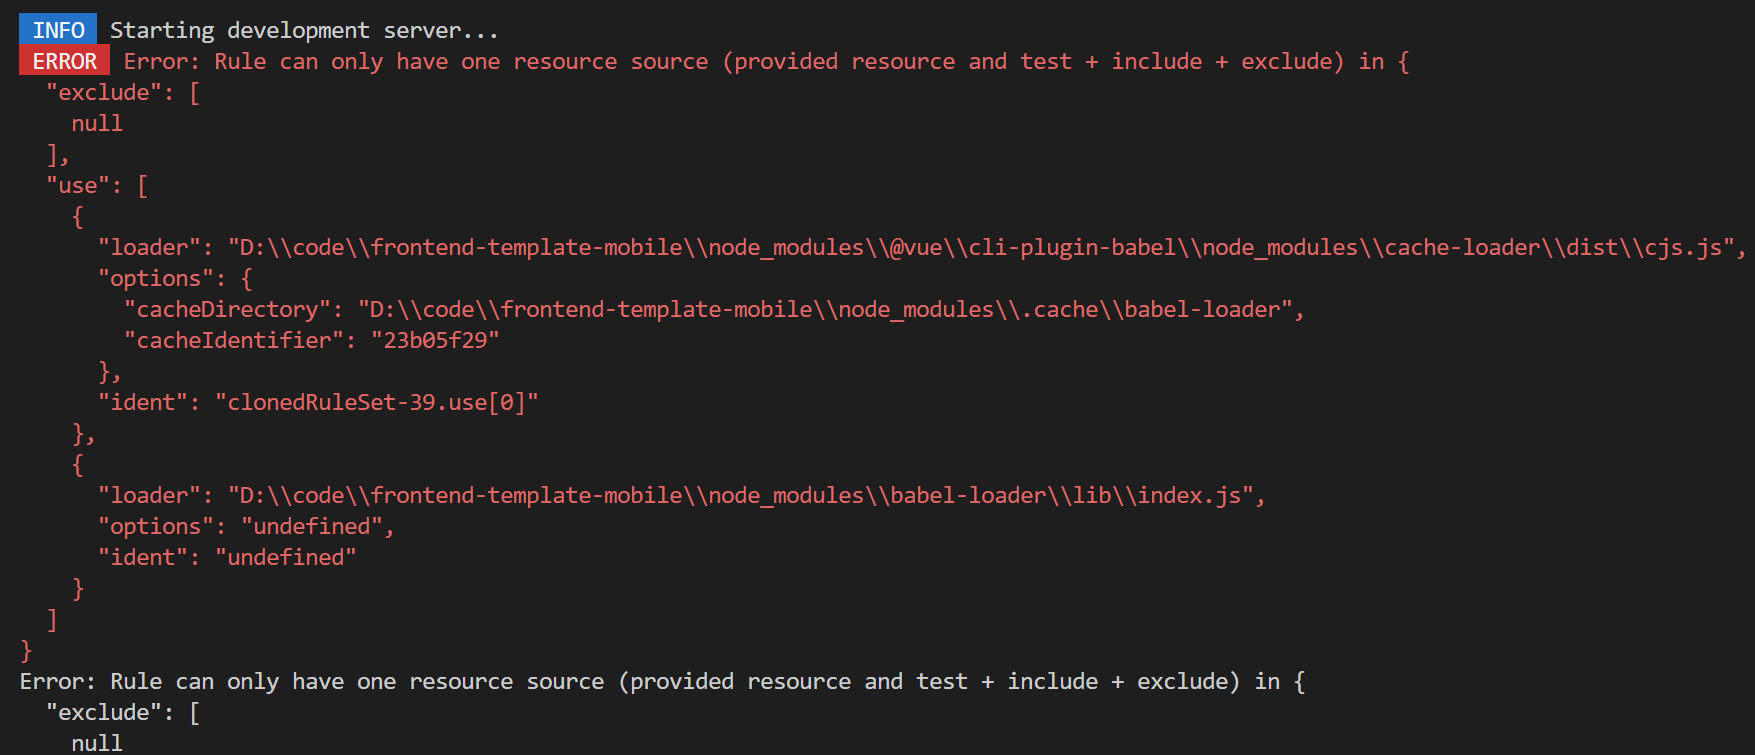 INFO Starting development server...
ERROR Error: Rule can only have one resource source (provided resource and test + include + exclude) in {
  "exclude": [
    null
  ],
  "use": [
    {
      "loader": "D:\\code\\frontend-template-mobile\\node_modules\\@vue\\cli-plugin-babel\\node_modules\\cache-loader\\dist\\cjs.js",
      "options": {
        "cacheDirectory": "D:\\code\\frontend-template-mobile\\node_modules\\.cache\\babel-loader",
        "cacheIdentifier": "23b05f29"
      },
      "ident": "clonedRuleSet-39.use[0]"
    },
    {
      "loader": "D:\\code\\frontend-template-mobile\\node_modules\\babel-loader\\lib\\index.js",
      "options": "undefined",
      "ident": "undefined"
    }
  ]
}
Error: Rule can only have one resource source (provided resource and test + include + exclude) in {
  "exclude": [
    null